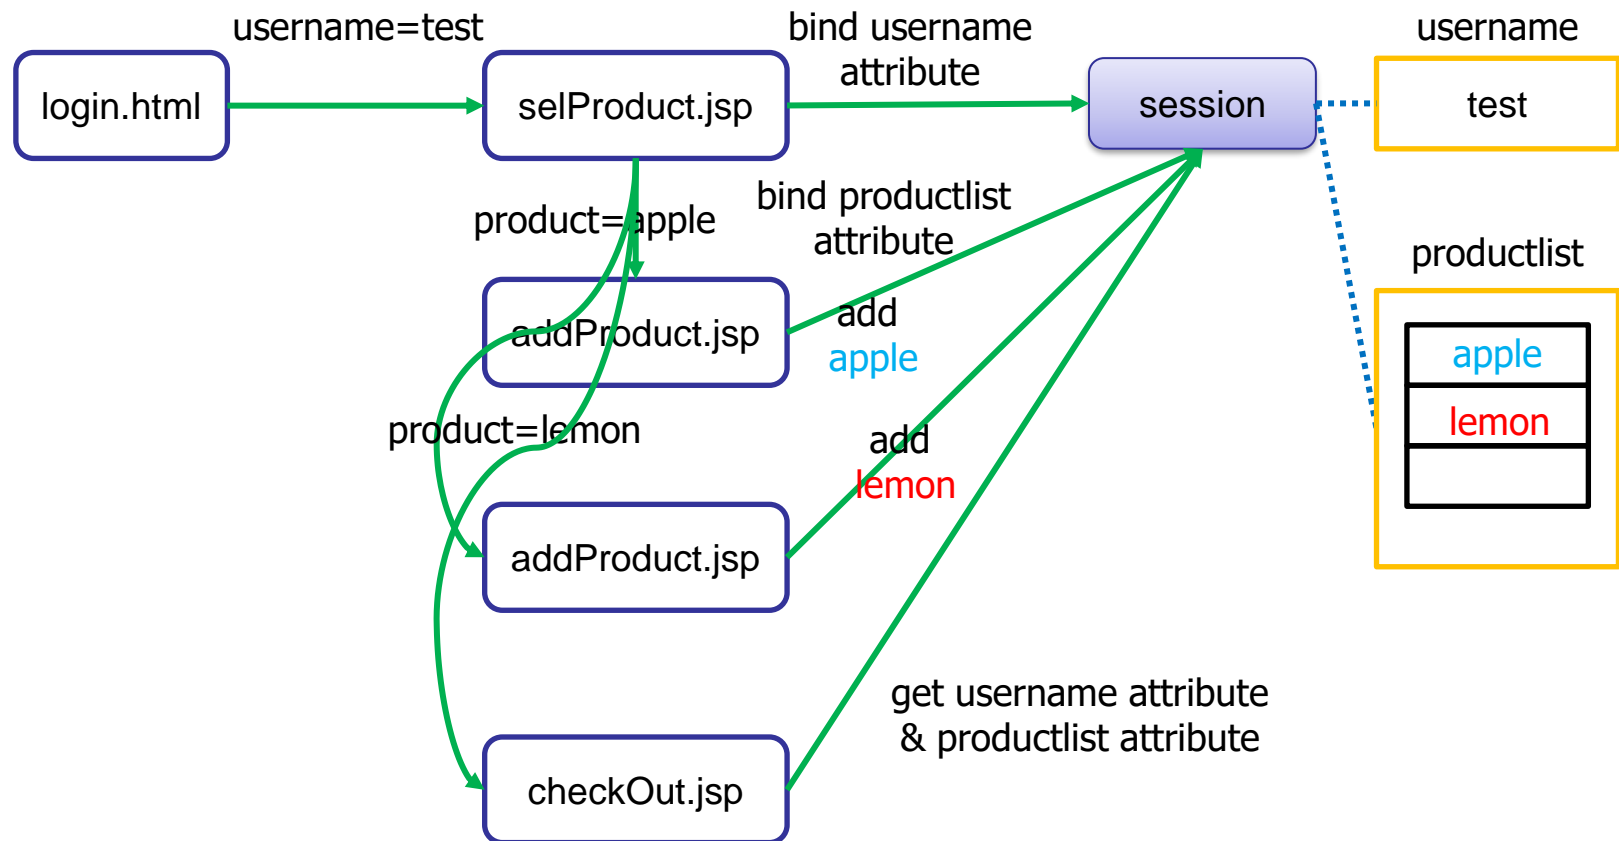 username=test
bind username
attribute
username
login.html
selProduct.jsp
session
test
product=apple
bind productlist
attribute
productlist
addProduct.jsp
add
apple
apple
lemon
product=lemon
add
lemon
addProduct.jsp
get username attribute
& productlist attribute
checkOut.jsp